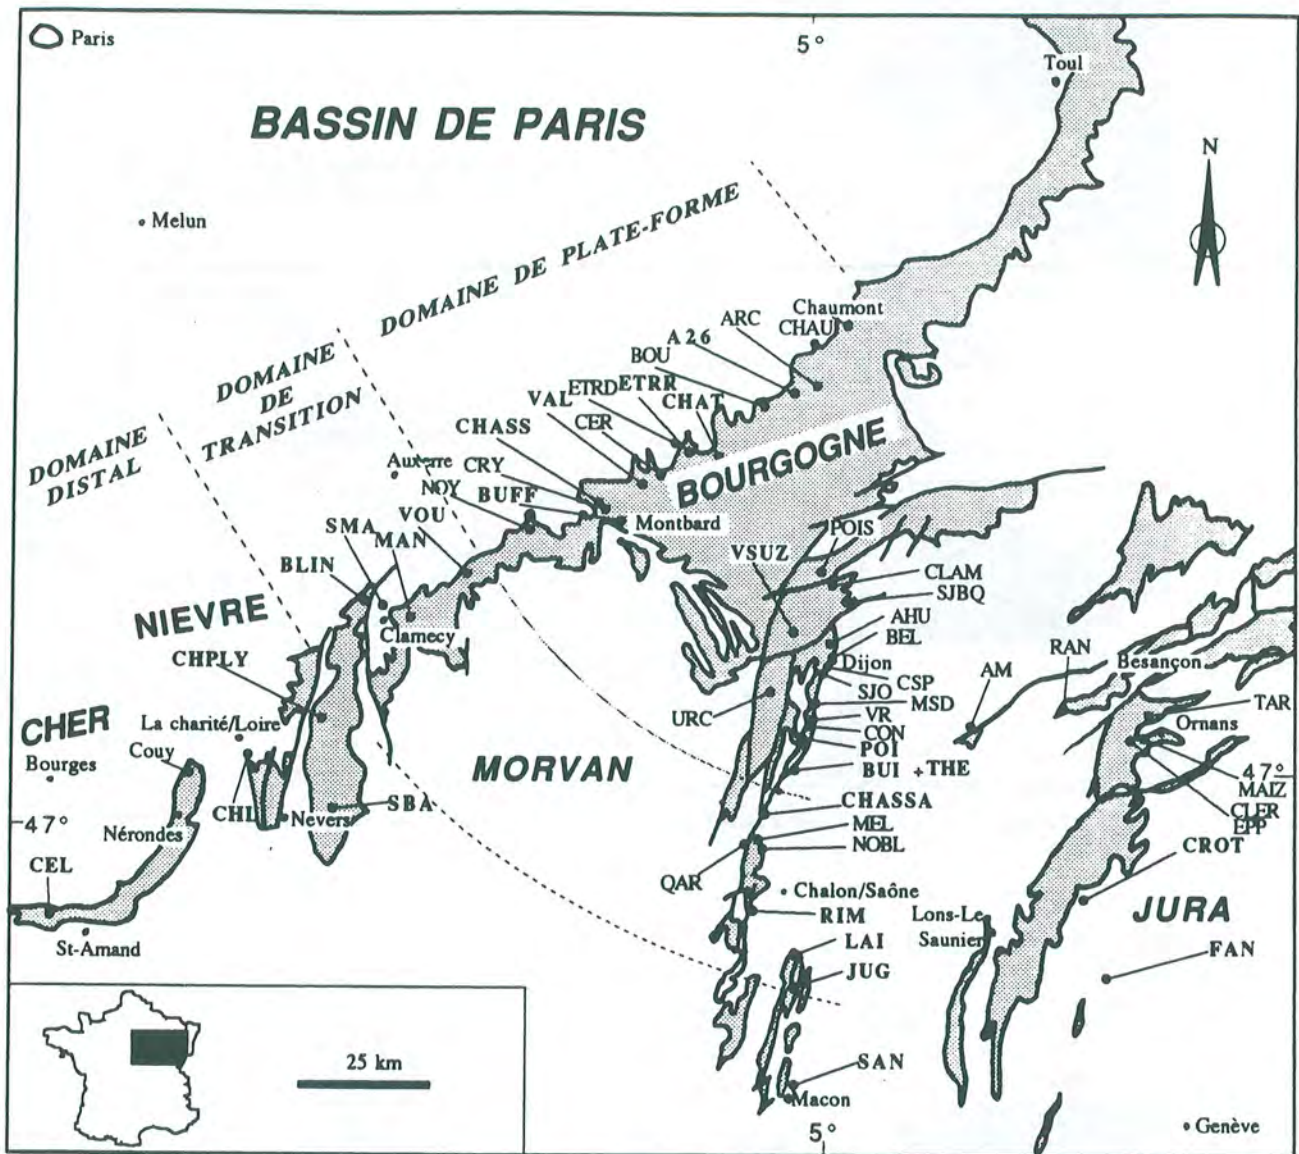 Paris
5°
Toul
BASSIN DE PARIS
N
Melun
DOMAINE DE PLATE-FORME
Chaumont
CHAU
ARC
A 26
BOU
ETRR
ETRD
CHAT
VAL
CER
CHASS
DOMAINE
DE
TRANSITION
DOMAINE
DISTAL
BOURGOGNE
Auxerre
CRY
NOY
BUFF
VOU
SMA
MAN
Montbard
POIS
VSUZ
BLIN
CLAM
SJBQ
NIEVRE
Clamecy
AHU
BEL
CHPLY
Dijon
CSP
SJO
MSD
AM
RAN
Besançon
TAR
Ornans
CHER
La charité/Loire
Couy
Bourges
URC
VR
CON
POI
BUI + THE
MORVAN
47°
MAIZ
CLER
EPP
CHL
Nevers
SBA
CHASSA
47°
Nérondes
MEL
NOBL
CROT
CEL
QAR
Chalon/Saône
RIM
Lons-Le
Saunier
JURA
St-Amand
LAI
JUG
FAN
25 km
SAN
Macon
5°
Genève